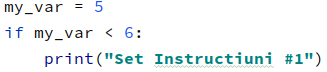 my_var = 5
if my_var < 6:
    print("Set Instructiuni #1")